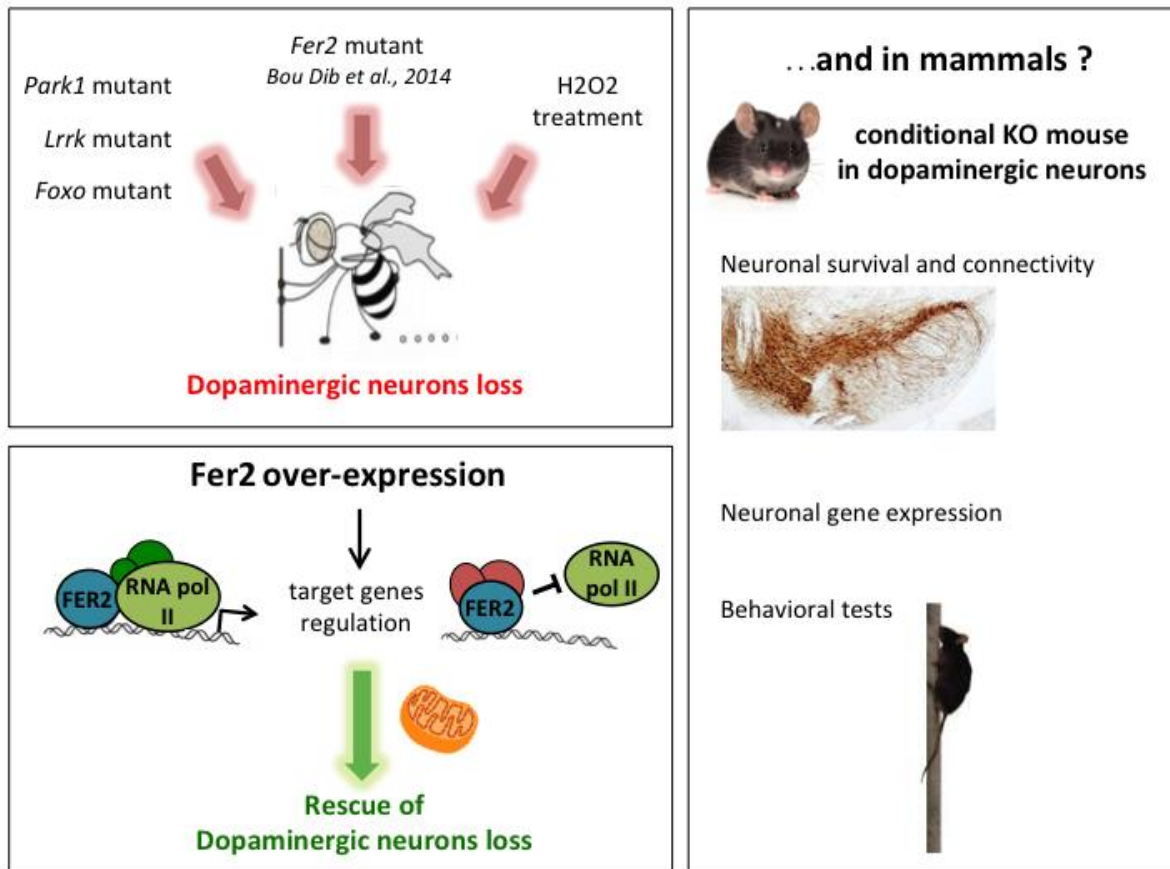 Fer2 mutant
Bou Dib et al., 2014
Park1 mutant
Lrrk mutant
Foxo mutant
H2O2
treatment
Dopaminergic neurons loss
Fer2 over-expression
FER2
RNA pol
II
target genes
regulation
FER2
RNA
pol II
Rescue of
Dopaminergic neurons loss
...and in mammals ?
conditional KO mouse
in dopaminergic neurons
Neuronal survival and connectivity
Neuronal gene expression
Behavioral tests